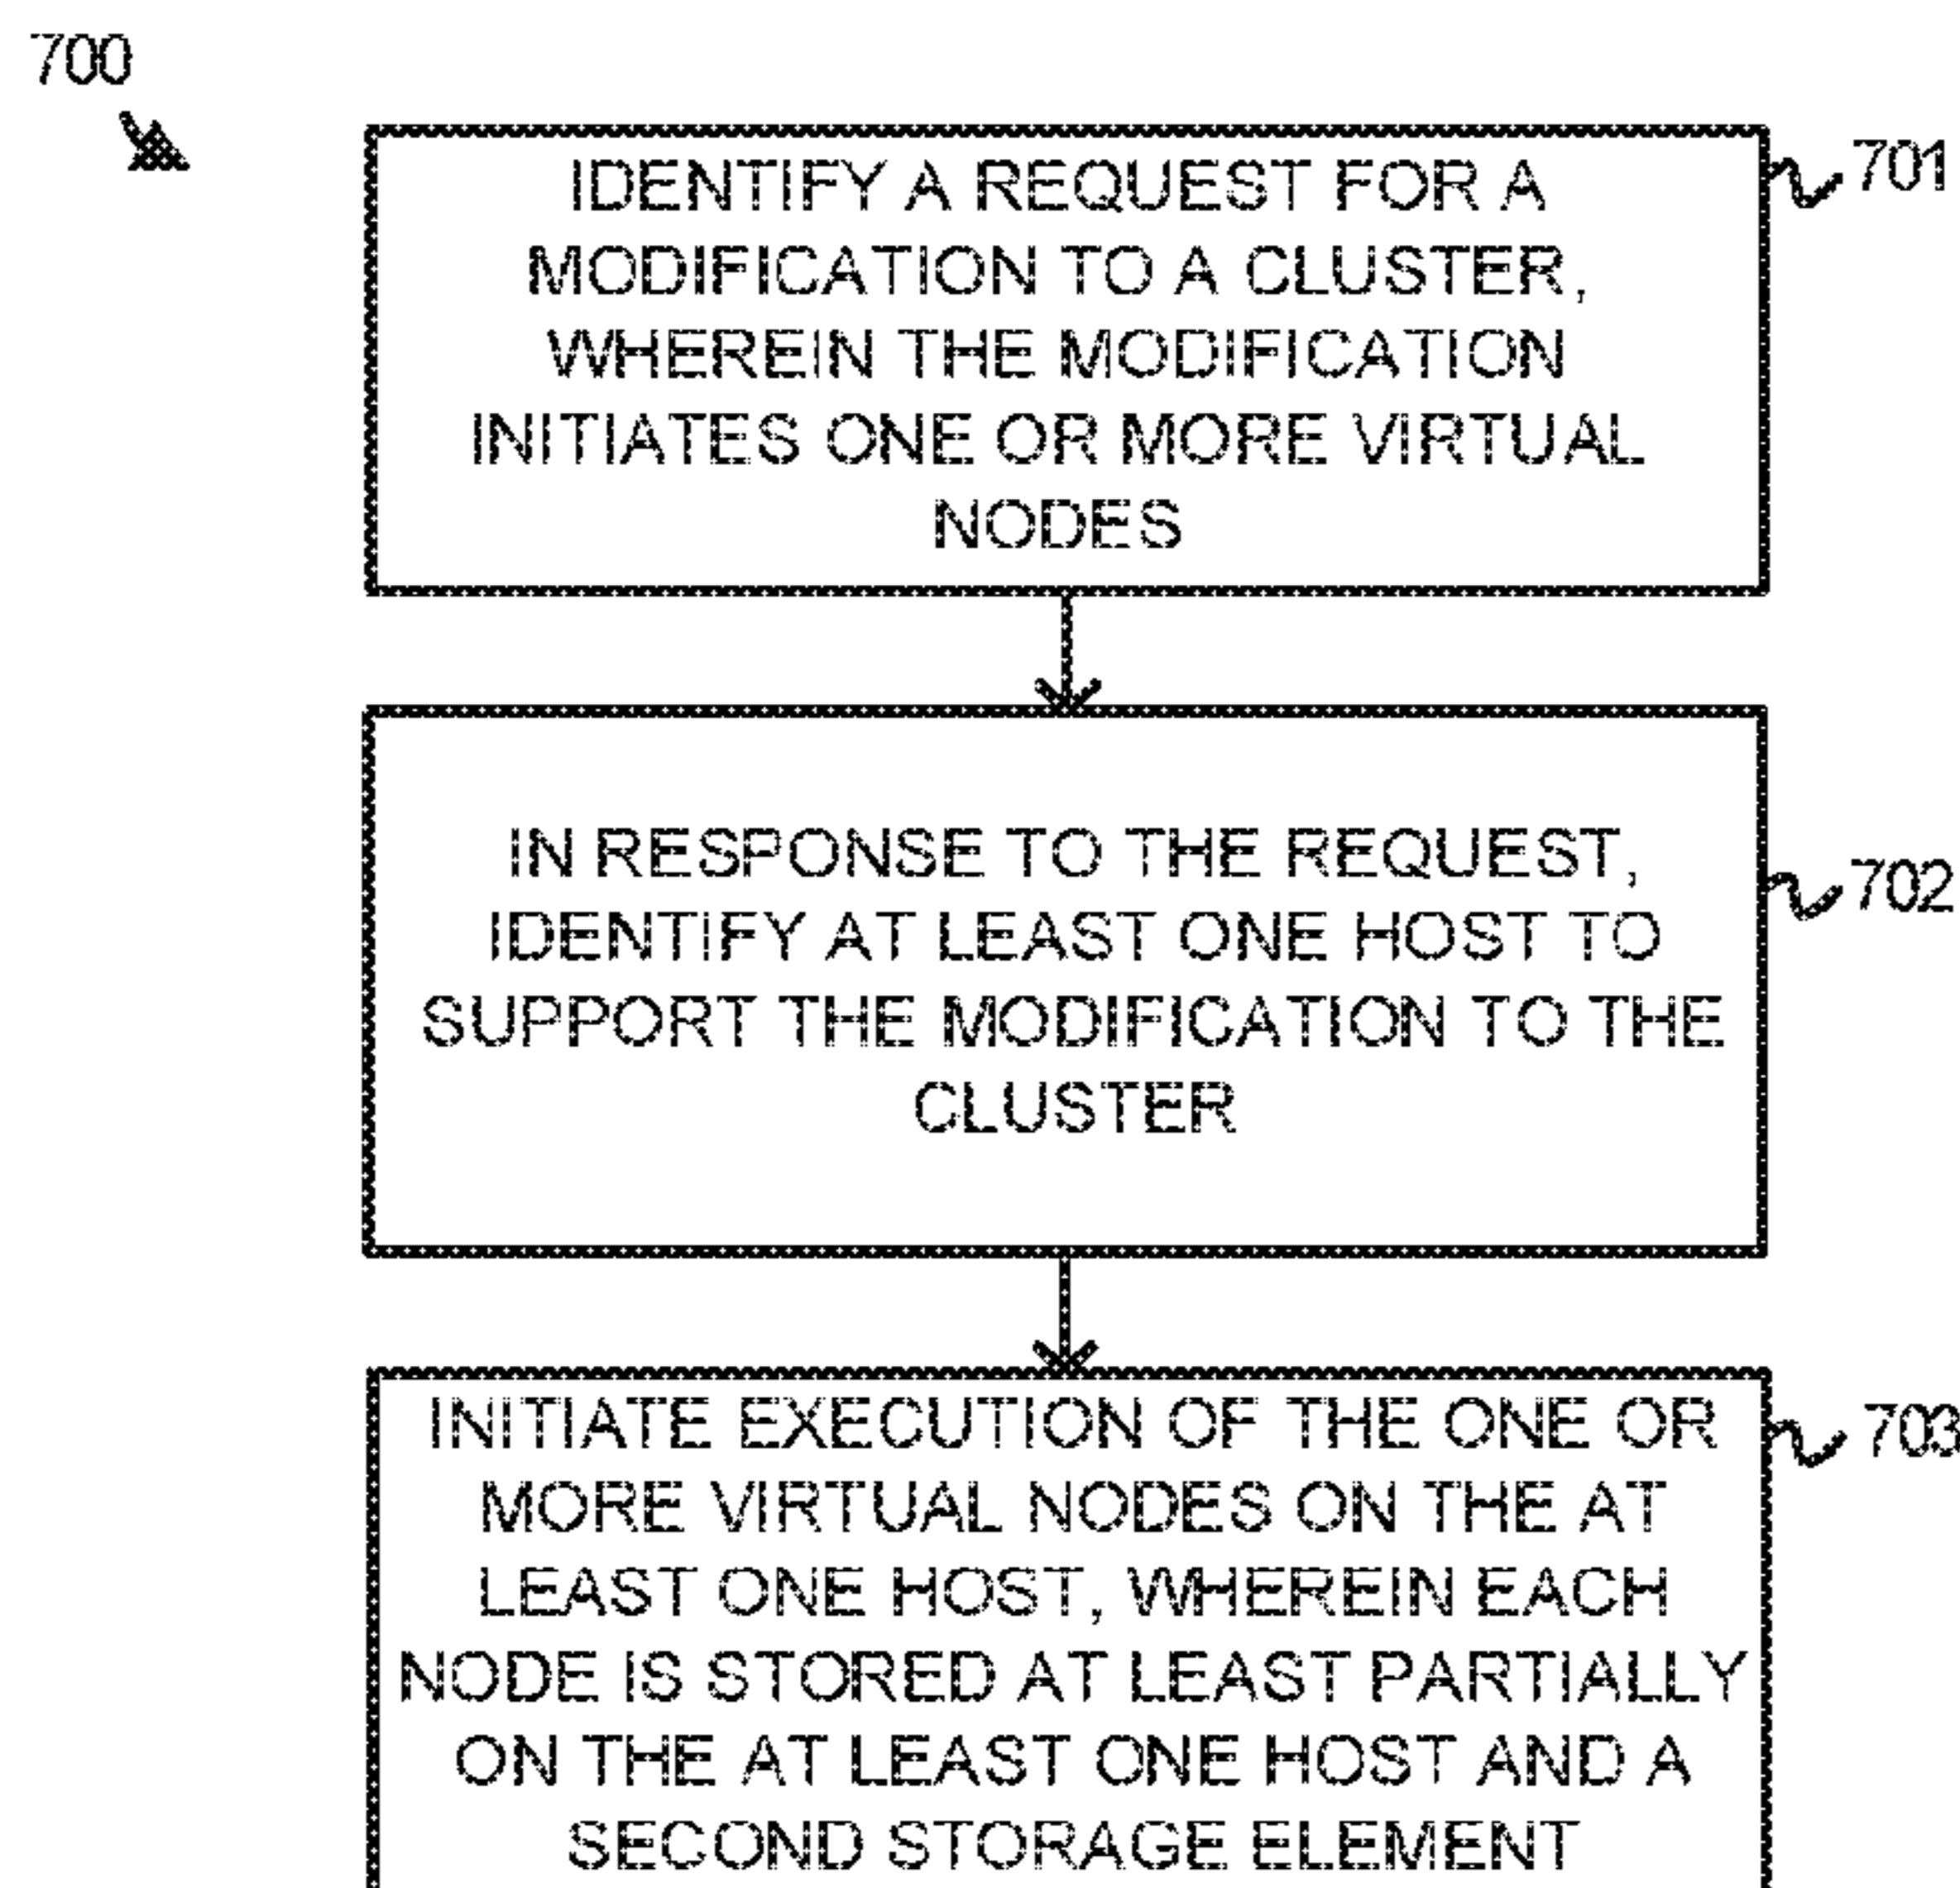 700
IDENTIFY A REQUEST FOR A
MODIFICATION TO A CLUSTER,
WHEREIN THE MODIFICATION
INITIATES ONE OR MORE VIRTUAL
NODES
701
IN RESPONSE TO THE REQUEST,
IDENTIFY AT LEAST ONE HOST TO
SUPPORT THE MODIFICATION TO THE
CLUSTER
702
INITIATE EXECUTION OF THE ONE OR
MORE VIRTUAL NODES ON THE AT
LEAST ONE HOST, WHEREIN EACH
NODE IS STORED AT LEAST PARTIALLY
ON THE AT LEAST ONE HOST AND A
SECOND STORAGE ELEMENT
703